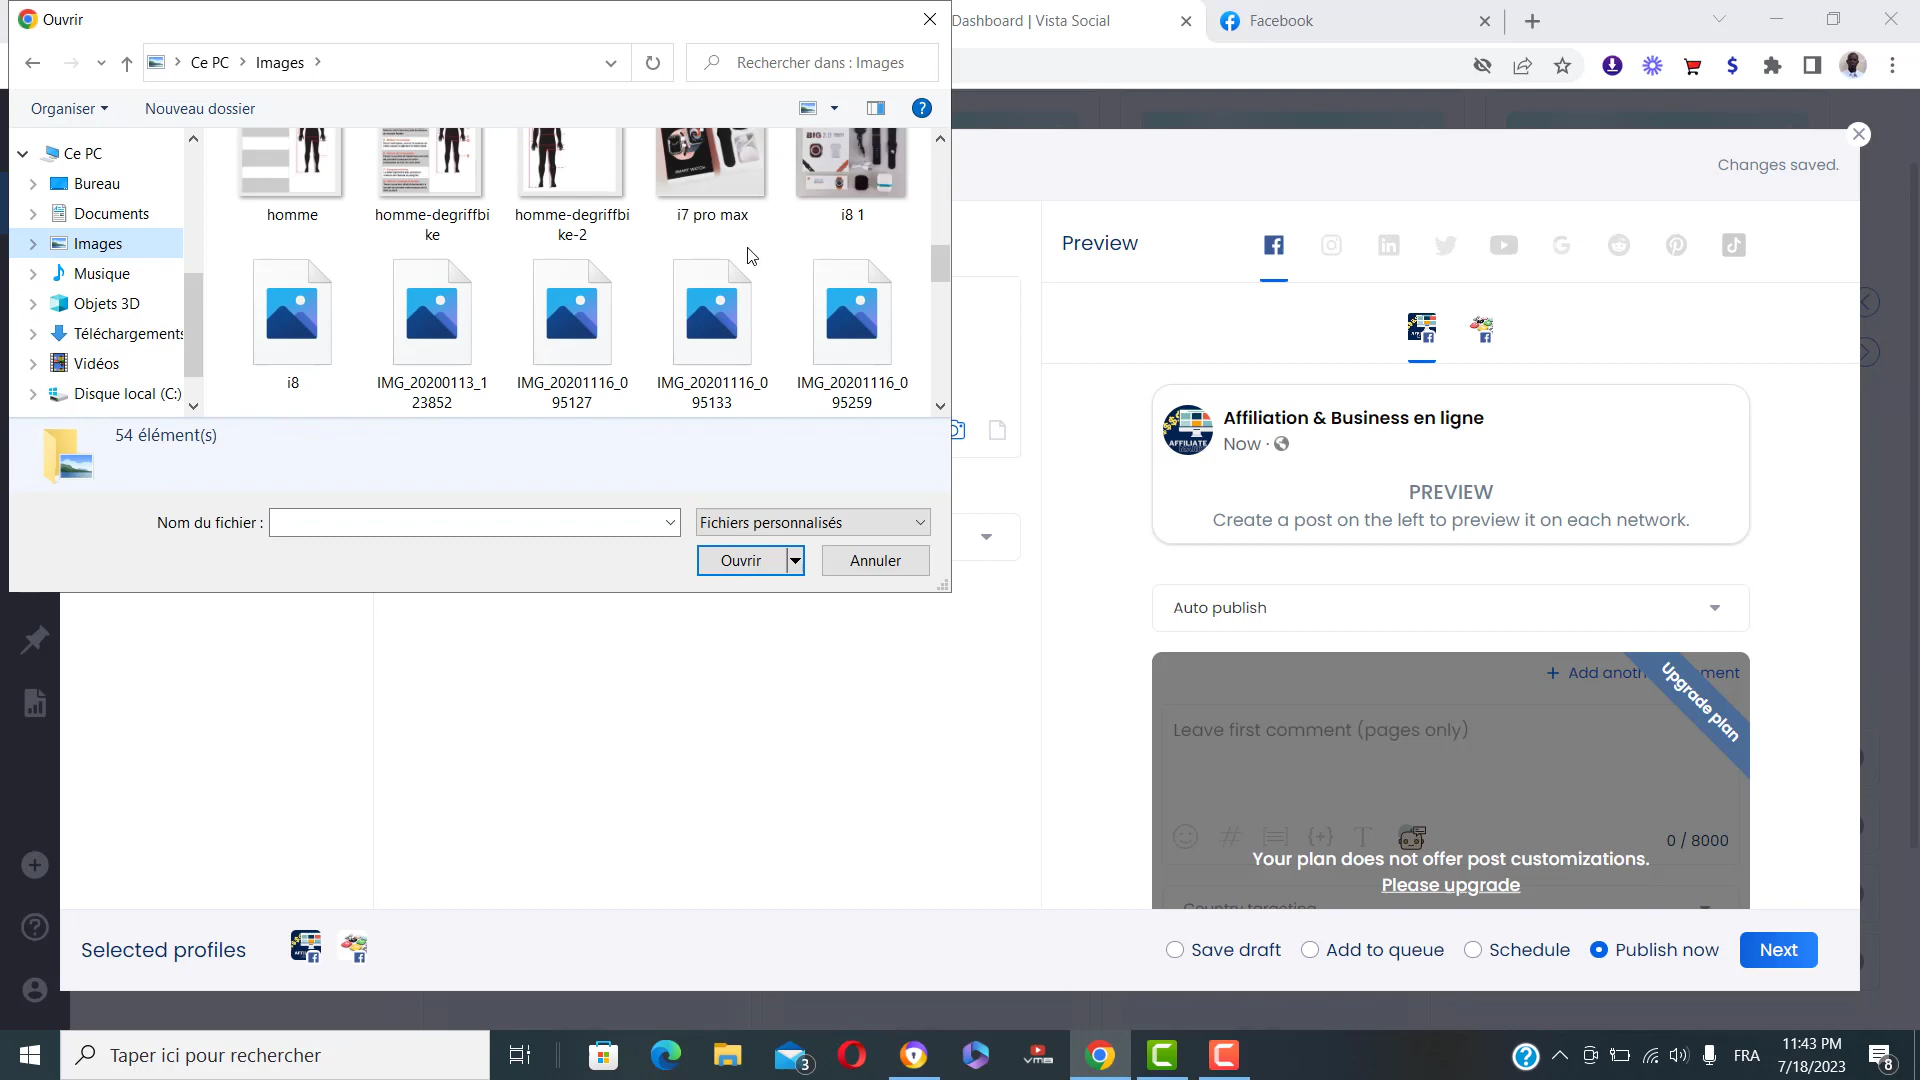 Ouvrir
Dashboard | Vista Social
Facebook
Ce PC
Images
Rechercher dans : Images
Organiser
Nouveau dossier
Ce PC
Bureau
Documents
Images
Musique
Objets 3D
Téléchargements
Vidéos
Disque local (C:)
homme
homme-degriffbi
ke
homme-degriffbi
ke-2
i7 pro max
i8 1
i8
IMG_20200113_1
23852
IMG_20201116_0
95127
IMG_20201116_0
95133
IMG_20201116_0
95259
54 élément(s)
Nom du fichier :
Fichiers personnalisés
Ouvrir
Annuler
Changes saved.
Preview
Affiliation & Business en ligne
Now ·
PREVIEW
Create a post on the left to preview it on each network.
Auto publish
Upgrade plan
Leave first comment (pages only)
0 / 8000
Your plan does not offer post customizations.
Please upgrade
Country targeting
Selected profiles
Save draft
Add to queue
Schedule
Publish now
Next
Taper ici pour rechercher
3
FRA
11:43 PM
7/18/2023
8